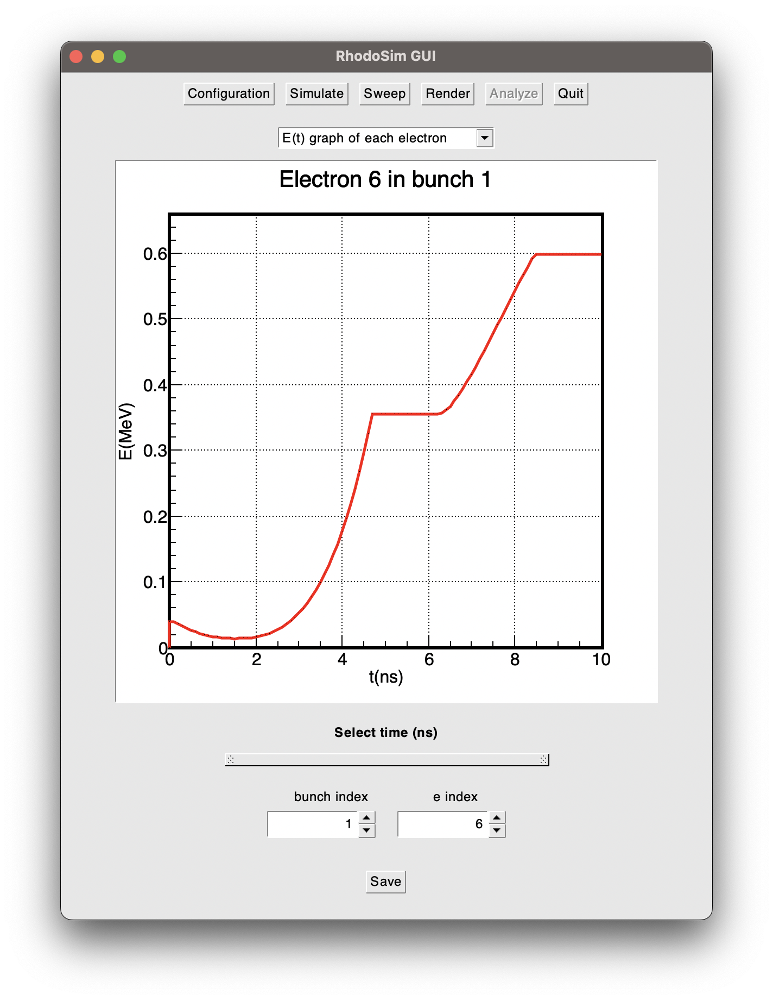 RhodoSim GUI
Configuration Simulate Sweep Render Analyze Quit
E(t) graph of each electron
Electron 6 in bunch 1
E(MeV)
0.6
0.5
0.4
0.3
0.2
0.1
0
0 2 4 6 8 10
t(ns)
Select time (ns)
bunch index e index
1 6
Save